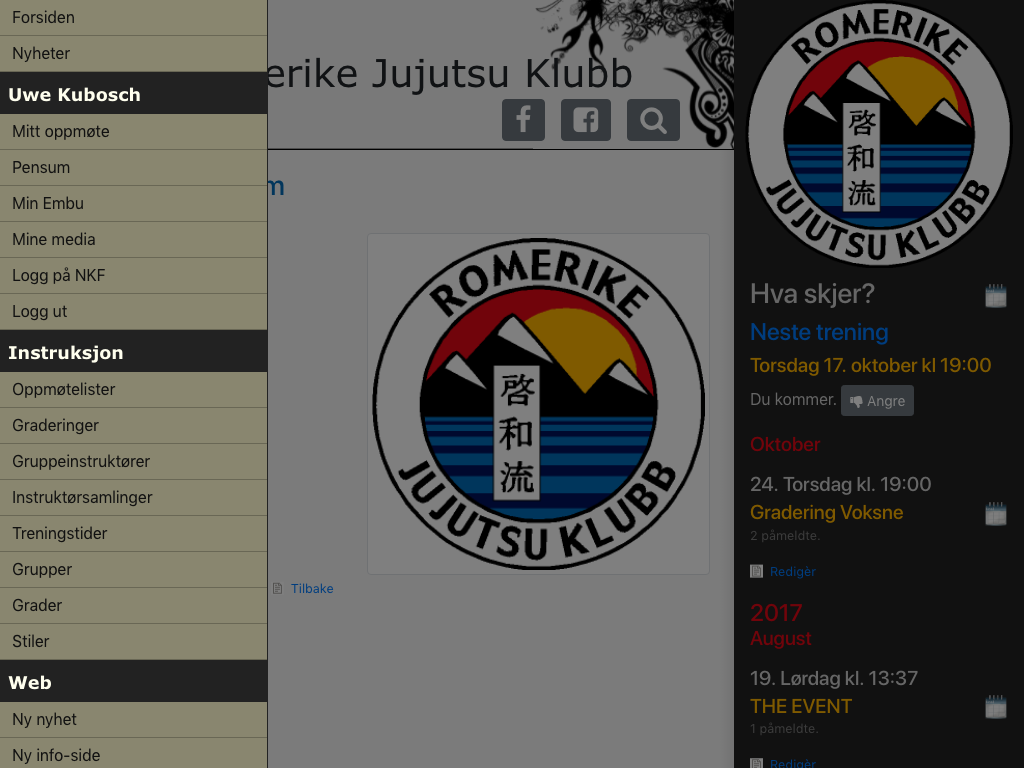 Forsiden
Nyheter
Uwe Kubosch
Mitt oppmøte
Pensum
Min Embu
Mine media
Logg på NKF
Logg ut
Instruksjon
Oppmøtelister
Graderinger
Gruppeinstruktører
Instruktørsamlinger
Treningstider
Grupper
Grader
Stiler
Web
Ny nyhet
Ny info-side
erike Jujutsu Klubb
m
ROMERIKE
啓和流
JUJUTSU KLUBB
Tilbake
ROMERIKE
啓和流
JUJUTSU KLUBB
Hva skjer?
Neste trening
Torsdag 17. oktober kl 19:00
Du kommer. Angre
Oktober
24. Torsdag kl. 19:00
Gradering Voksne
2 påmeldte.
Redigèr
2017
August
19. Lørdag kl. 13:37
THE EVENT
1 påmeldte.
Redigèr